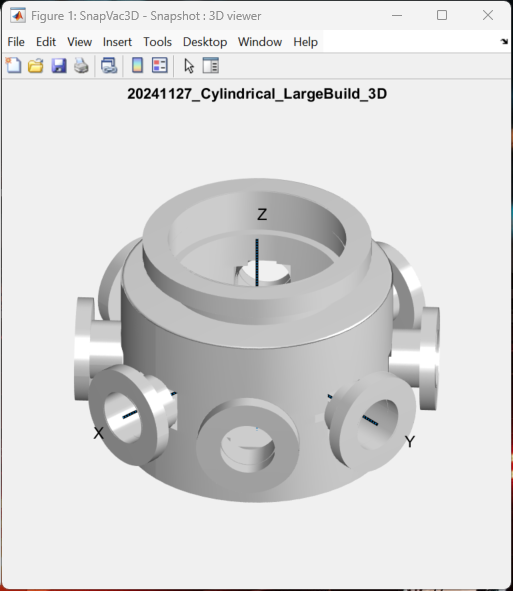 Figure 1: SnapVac3D - Snapshot : 3D viewer
File Edit View Insert Tools Desktop Window Help
20241127_Cylindrical_LargeBuild_3D
Z
X
Y